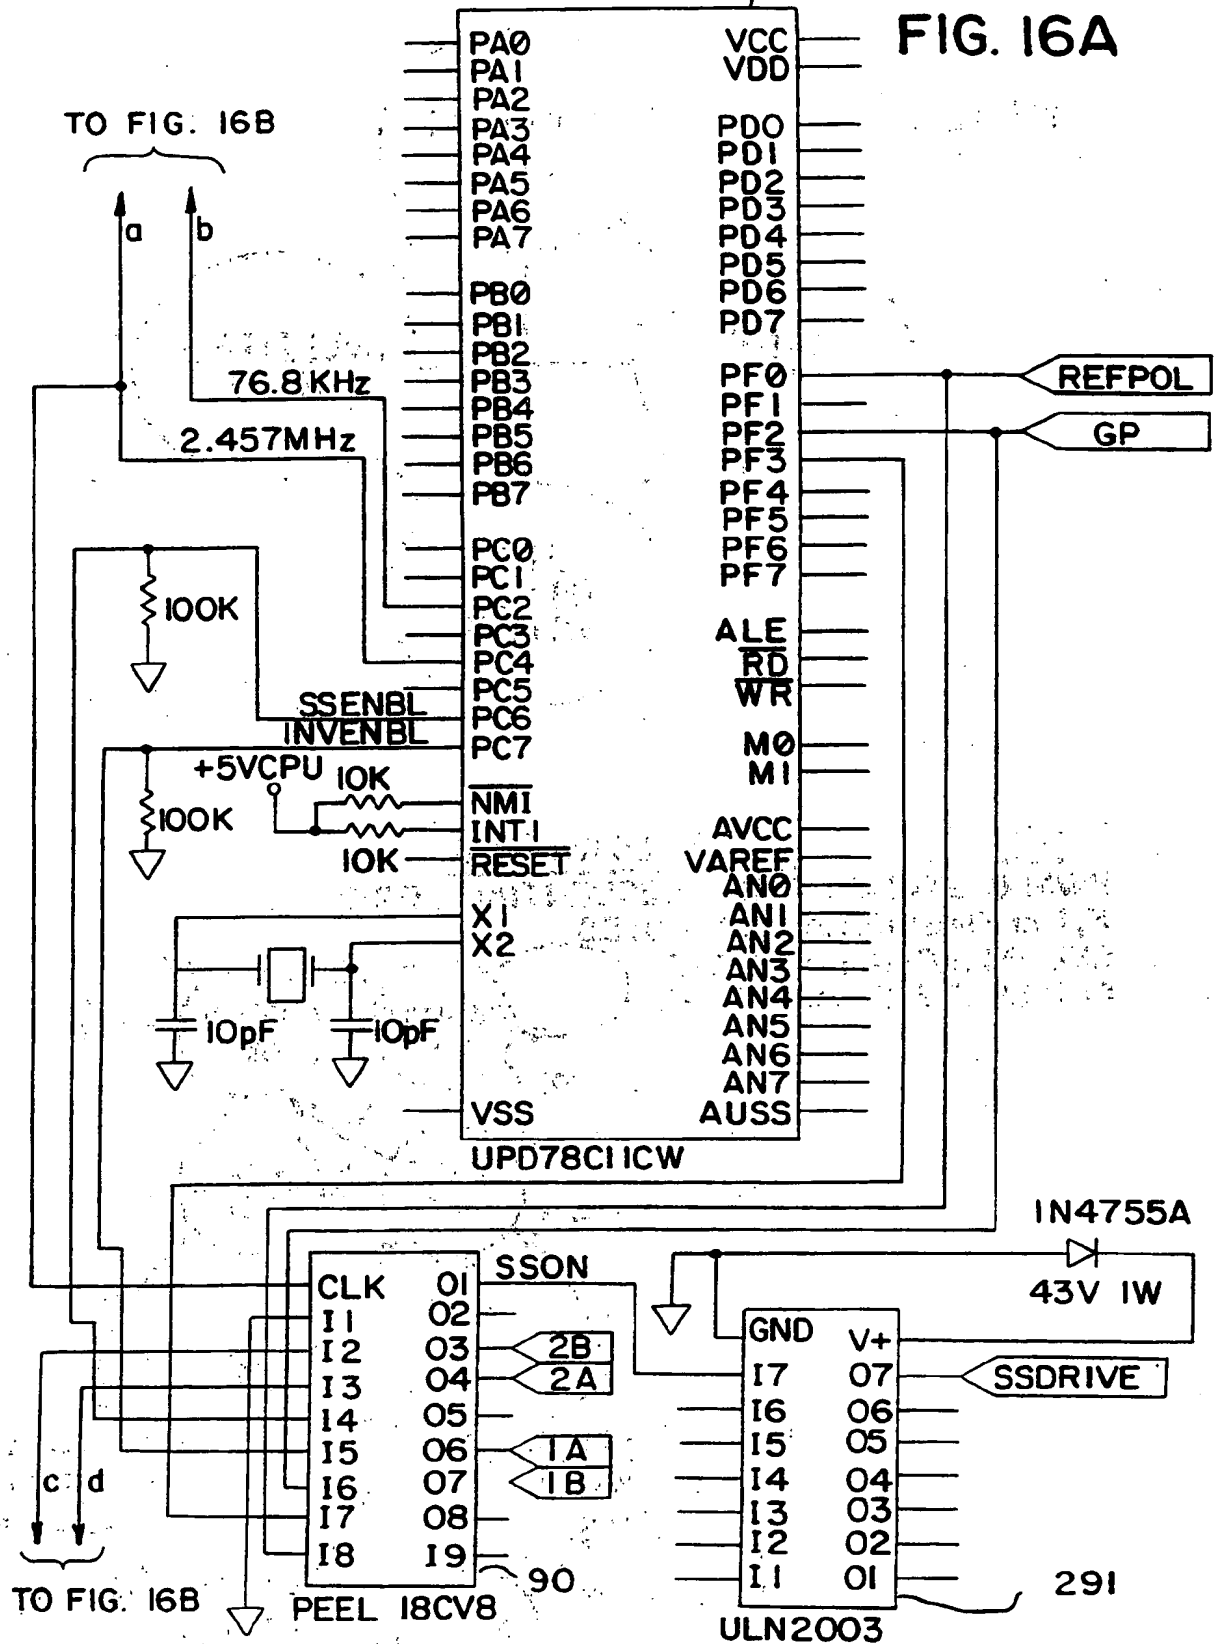 FIG. 16A
TO FIG. 16B
a
b
76.8 KHz
2.457MHz
100K
SSENBL
INVENBL
+5VCPU
10K
100K
10K
10pF
10pF
PA0
PA1
PA2
PA3
PA4
PA5
PA6
PA7
PB0
PB1
PB2
PB3
PB4
PB5
PB6
PB7
PC0
PC1
PC2
PC3
PC4
PC5
PC6
PC7
NMI
INT1
RESET
X1
X2
VSS
VCC
VDD
PD0
PD1
PD2
PD3
PD4
PD5
PD6
PD7
PF0
PF1
PF2
PF3
PF4
PF5
PF6
PF7
ALE
RD
WR
M0
M1
AVCC
VAREF
AN0
AN1
AN2
AN3
AN4
AN5
AN6
AN7
AUSS
UPD78C11CW
REFPOL
GP
CLK
I1
I2
I3
I4
I5
I6
I7
I8
O1
O2
O3
O4
O5
O6
O7
O8
I9
SSON
2B
2A
1A
1B
90
PEEL 18CV8
c
d
TO FIG. 16B
1N4755A
43V 1W
GND
I7
I6
I5
I4
I3
I2
I1
V+
O7
O6
O5
O4
O3
O2
O1
SSDRIVE
291
ULN2003